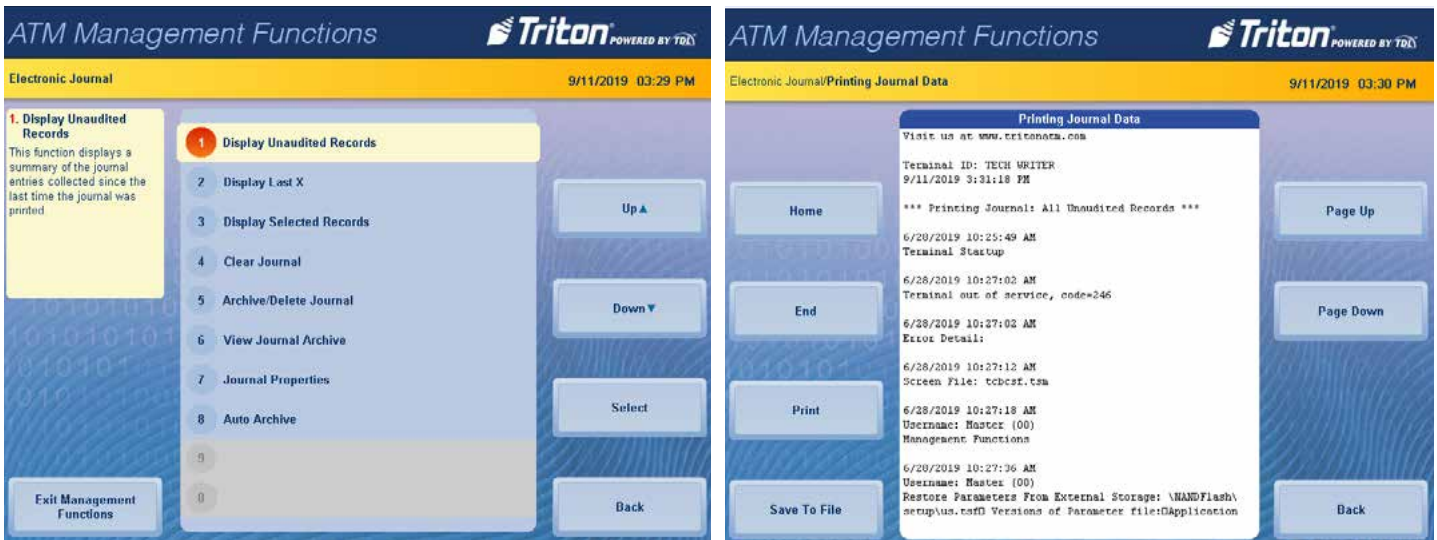 ATM Management Functions
Triton POWERED BY TDL
Electronic Journal
9/11/2019 03:29 PM
1. Display Unaudited
Records
This function displays a
summary of the journal
entries collected since the
last time the journal was
printed
1 Display Unaudited Records
2 Display Last X
3 Display Selected Records
4 Clear Journal
5 Archive/Delete Journal
6 View Journal Archive
7 Journal Properties
8 Auto Archive
9
0
Up▲
Down▼
Select
Back
Exit Management
Functions
ATM Management Functions
Triton POWERED BY TDL
Electronic Journal/Printing Journal Data
9/11/2019 03:30 PM
Home
End
Print
Save To File
Printing Journal Data
Visit us at www.tritonatm.com
Terminal ID: TECH WRITER
9/11/2019 3:31:18 PM
*** Printing Journal: All Unaudited Records ***
6/28/2019 10:25:49 AM
Terminal Startup
6/28/2019 10:27:02 AM
Terminal out of service, code=246
6/28/2019 10:27:02 AM
Error Detail:
6/28/2019 10:27:12 AM
Screen File: tcbcsf.tsm
6/28/2019 10:27:18 AM
Username: Master (00)
Management Functions
6/28/2019 10:27:36 AM
Username: Master (00)
Restore Parameters From External Storage: \NANDFlash\
setup\us.tsf▯ Versions of Parameter file:▯Application
Page Up
Page Down
Back